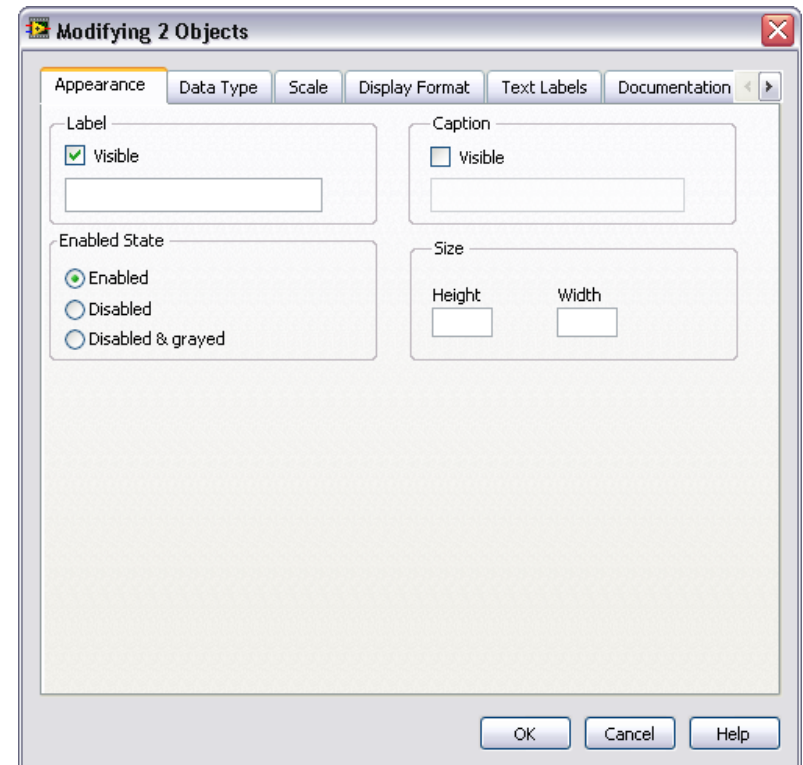 Modifying 2 Objects
Appearance Data Type Scale Display Format Text Labels Documentation
Label
Visible
Caption
Visible
Enabled State
Enabled
Disabled
Disabled & grayed
Size
Height Width
OK Cancel Help